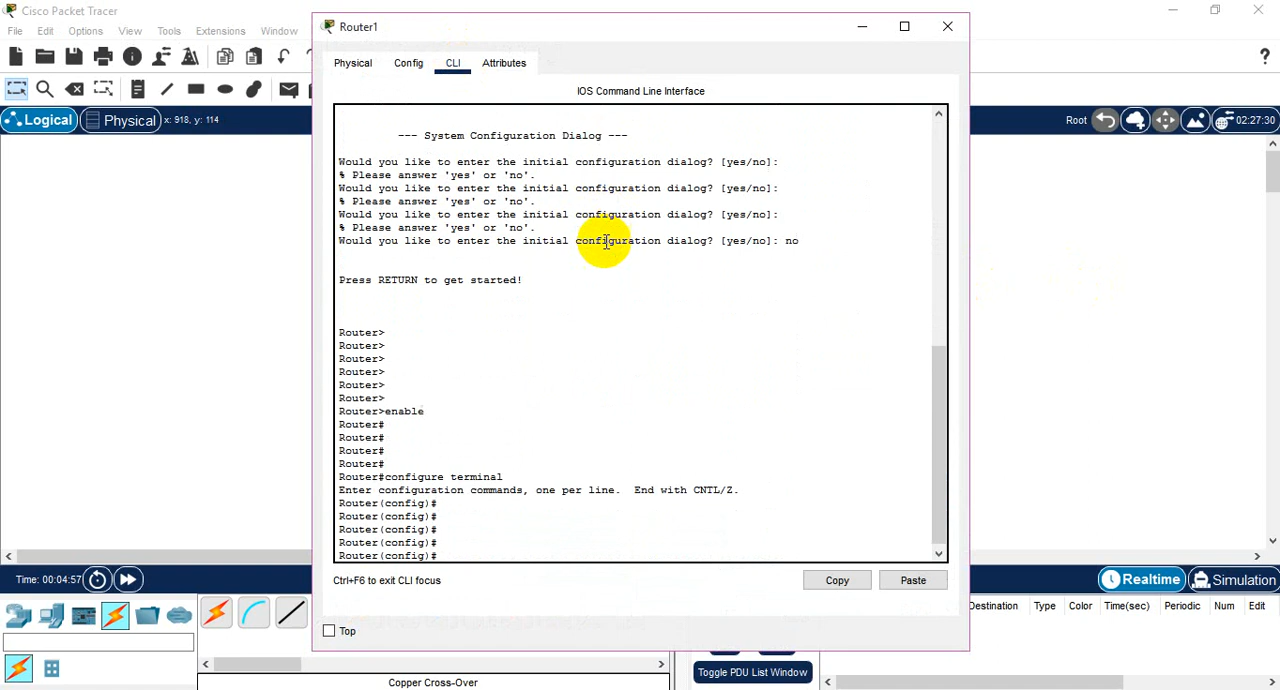 Cisco Packet Tracer
File Edit Options View Tools Extensions Window
Logical
Physical
x: 918, y: 114
Root
02:27:30
Router1
Physical Config CLI Attributes
IOS Command Line Interface
--- System Configuration Dialog ---
Would you like to enter the initial configuration dialog? [yes/no]:
% Please answer 'yes' or 'no'.
Would you like to enter the initial configuration dialog? [yes/no]:
% Please answer 'yes' or 'no'.
Would you like to enter the initial configuration dialog? [yes/no]:
% Please answer 'yes' or 'no'.
Would you like to enter the initial configuration dialog? [yes/no]: no
Press RETURN to get started!
Router>
Router>
Router>
Router>
Router>
Router>
Router>enable
Router#
Router#
Router#
Router#
Router#configure terminal
Enter configuration commands, one per line.  End with CNTL/Z.
Router(config)#
Router(config)#
Router(config)#
Router(config)#
Router(config)#
Ctrl+F6 to exit CLI focus
Copy
Paste
Top
Time: 00:04:57
Realtime
Simulation
Destination Type Color Time(sec) Periodic Num Edit
Toggle PDU List Window
Copper Cross-Over